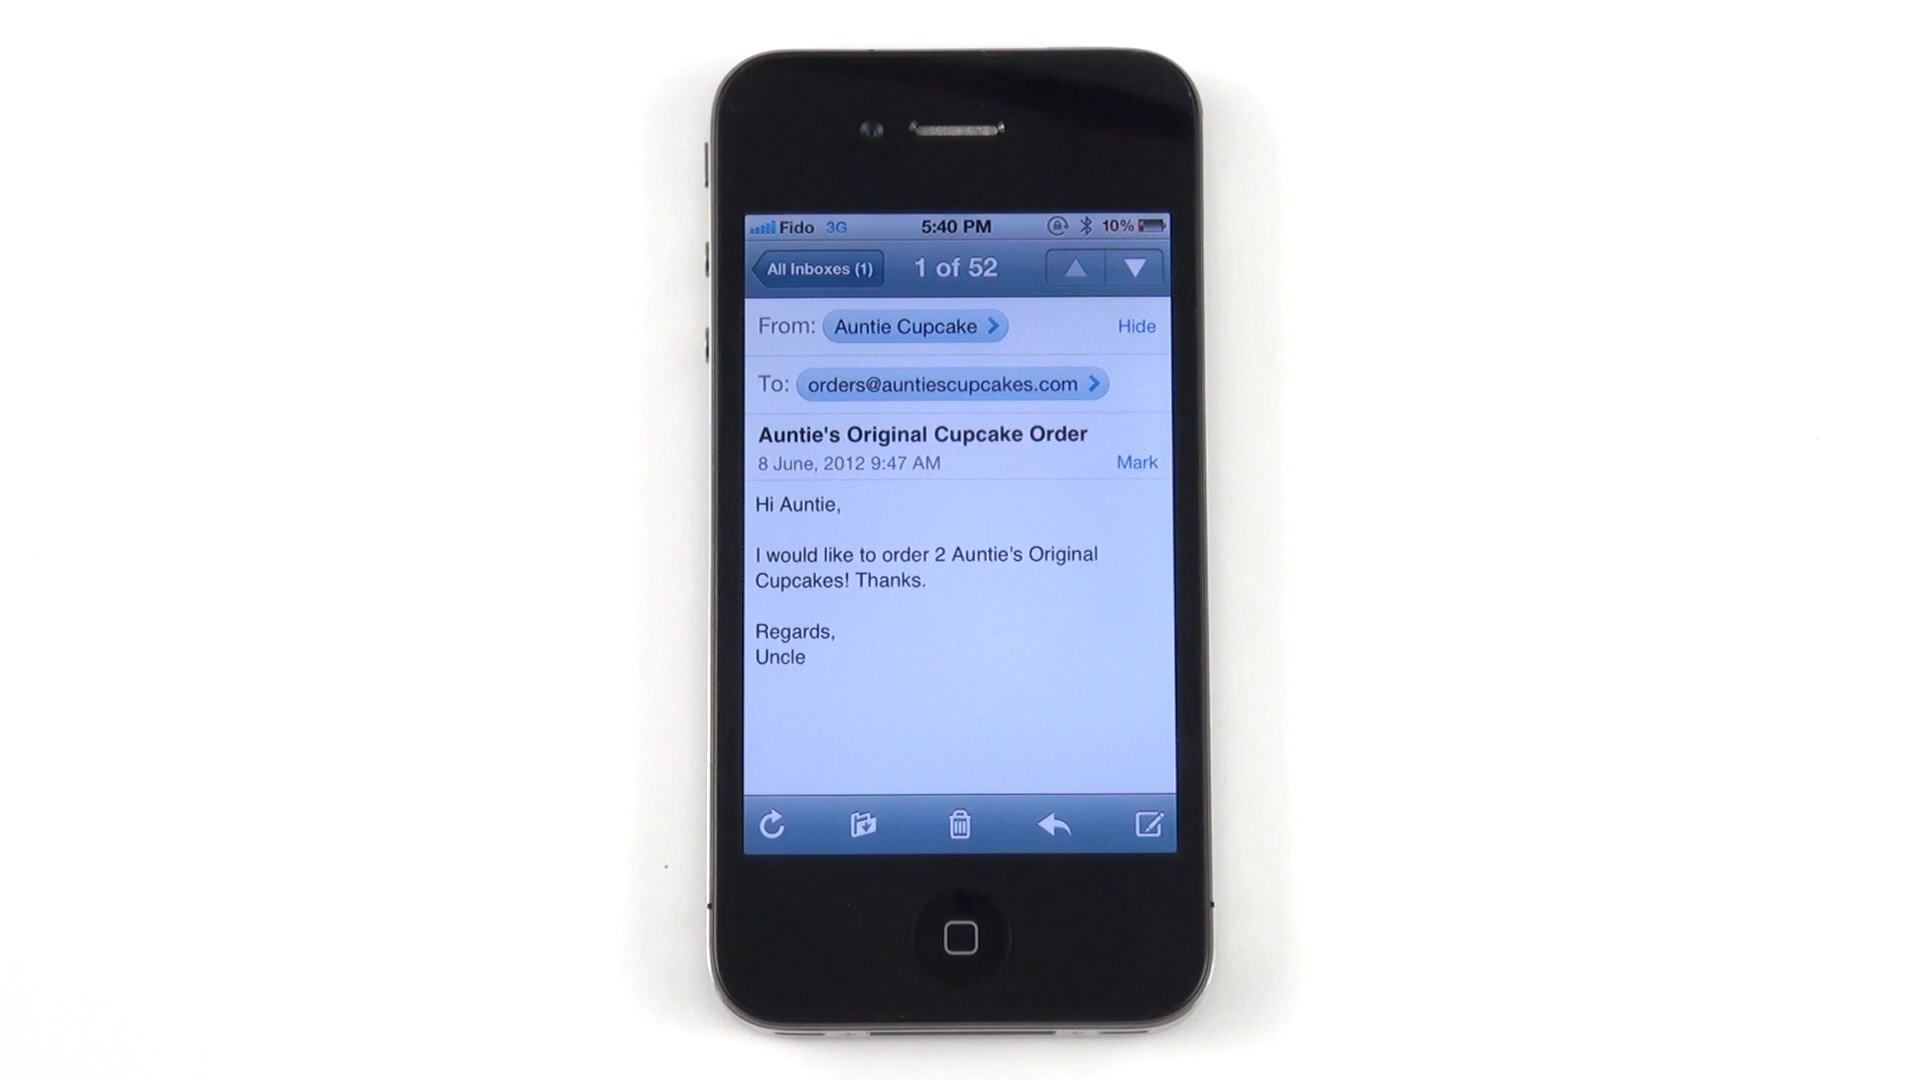 Fido 3G 5:40 PM 10%
All Inboxes (1) 1 of 52
From: Auntie Cupcake Hide
To: orders@auntiescupcakes.com
Auntie's Original Cupcake Order
8 June, 2012 9:47 AM Mark
Hi Auntie,
I would like to order 2 Auntie's Original
Cupcakes! Thanks.
Regards,
Uncle